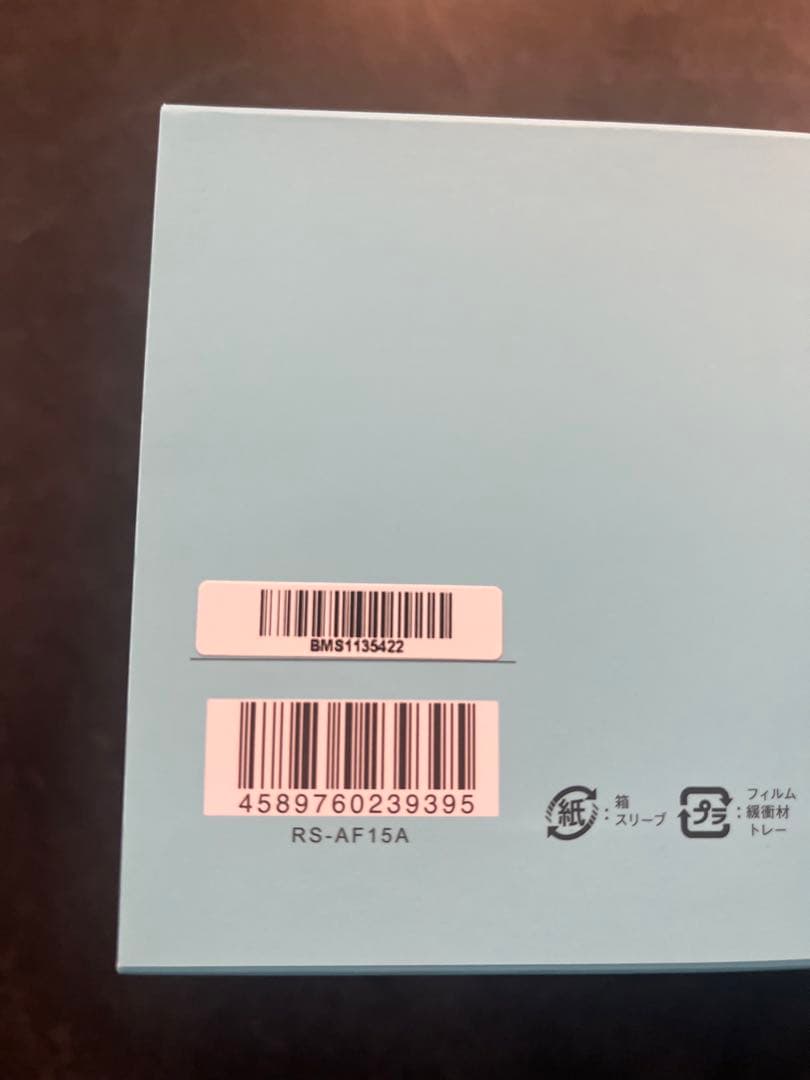 BMS1135422
4589760239395
RS-AF15A
紙 : 箱
スリーブ
プラ : フィルム
緩衝材
トレー